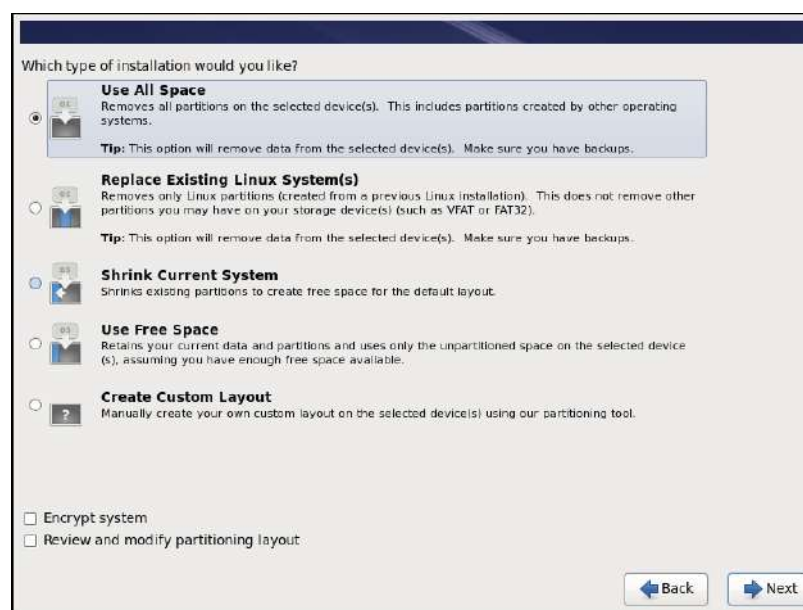 Which type of installation would you like?
Use All Space
Removes all partitions on the selected device(s). This includes partitions created by other operating
systems.
Tip: This option will remove data from the selected device(s). Make sure you have backups.
Replace Existing Linux System(s)
Removes only Linux partitions (created from a previous Linux installation). This does not remove other
partitions you may have on your storage device(s) (such as VFAT or FAT32).
Tip: This option will remove data from the selected device(s). Make sure you have backups.
Shrink Current System
Shrinks existing partitions to create free space for the default layout.
Use Free Space
Retains your current data and partitions and uses only the unpartitioned space on the selected device
(s), assuming you have enough free space available.
Create Custom Layout
?
Manually create your own custom layout on the selected device(s) using our partitioning tool.
Encrypt system
Review and modify partitioning layout
Back
Next